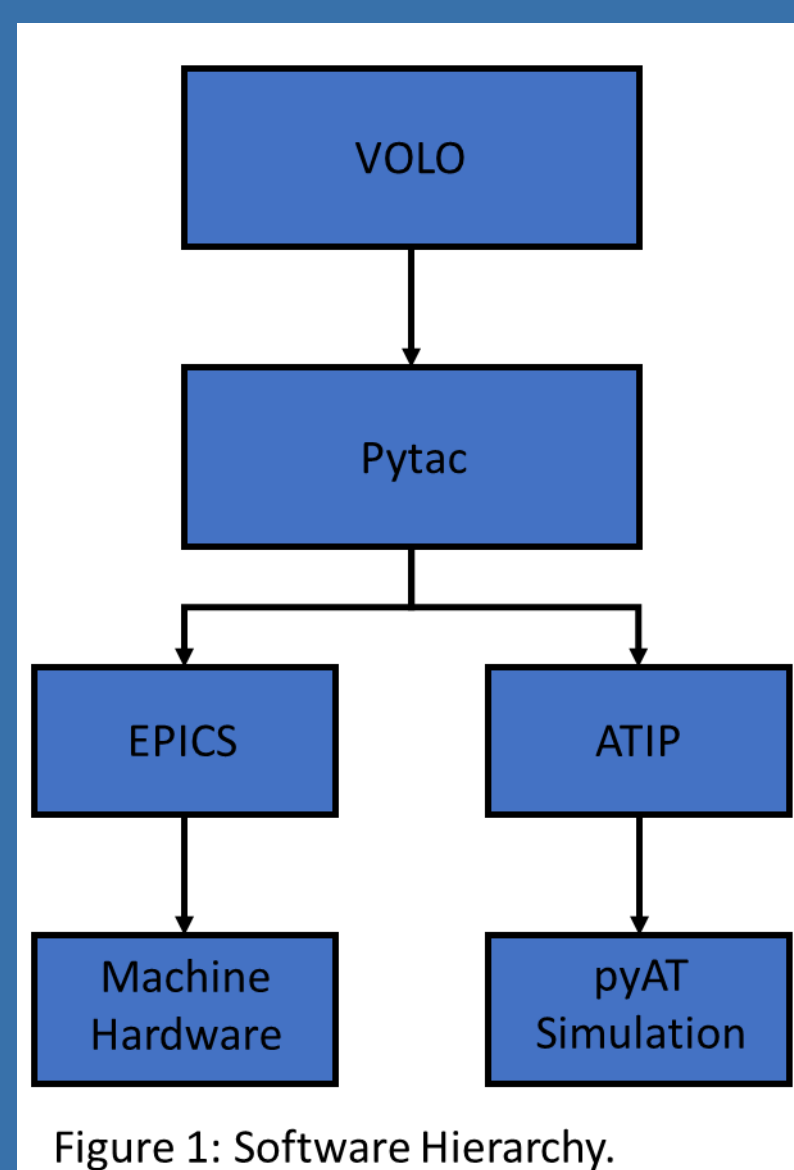 VOLO
Pytac
EPICS
ATIP
Machine
Hardware
pyAT
Simulation
Figure 1: Software Hierarchy.